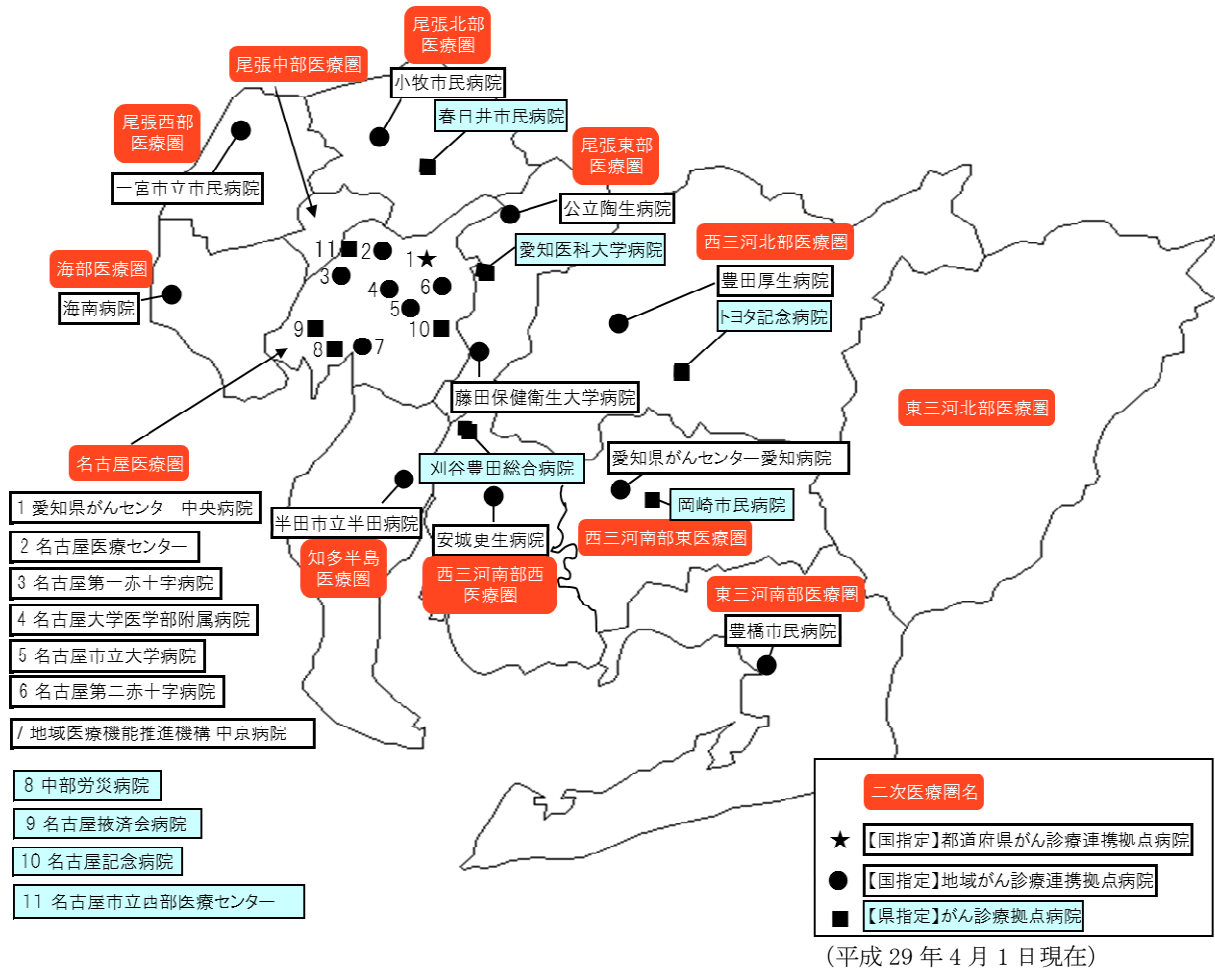 尾張北部
医療圏
尾張中部医療圏
小牧市民病院
春日井市民病院
尾張西部
医療圏
尾張東部
医療圏
一宮市立市民病院
公立陶生病院
西三河北部医療圏
愛知医科大学病院
海部医療圏
海南病院
豊田厚生病院
トヨタ記念病院
11
2
1
3
4
6
5
9
10
8
7
藤田保健衛生大学病院
東三河北部医療圏
名古屋医療圏
刈谷豊田総合病院
愛知県がんセンター愛知病院
岡崎市民病院
半田市立半田病院
安城更生病院
西三河南部東医療圏
知多半島
医療圏
西三河南部西
医療圏
東三河南部医療圏
豊橋市民病院
1 愛知県がんセンタ 中央病院
2 名古屋医療センター
3 名古屋第一赤十字病院
4 名古屋大学医学部附属病院
5 名古屋市立大学病院
6 名古屋第二赤十字病院
7 地域医療機能推進機構 中京病院
8 中部労災病院
9 名古屋掖済会病院
10 名古屋記念病院
11 名古屋市立西部医療センター
二次医療圏名
★ 【国指定】都道府県がん診療連携拠点病院
● 【国指定】地域がん診療連携拠点病院
■ 【県指定】がん診療拠点病院
(平成 29 年 4 月 1 日現在)